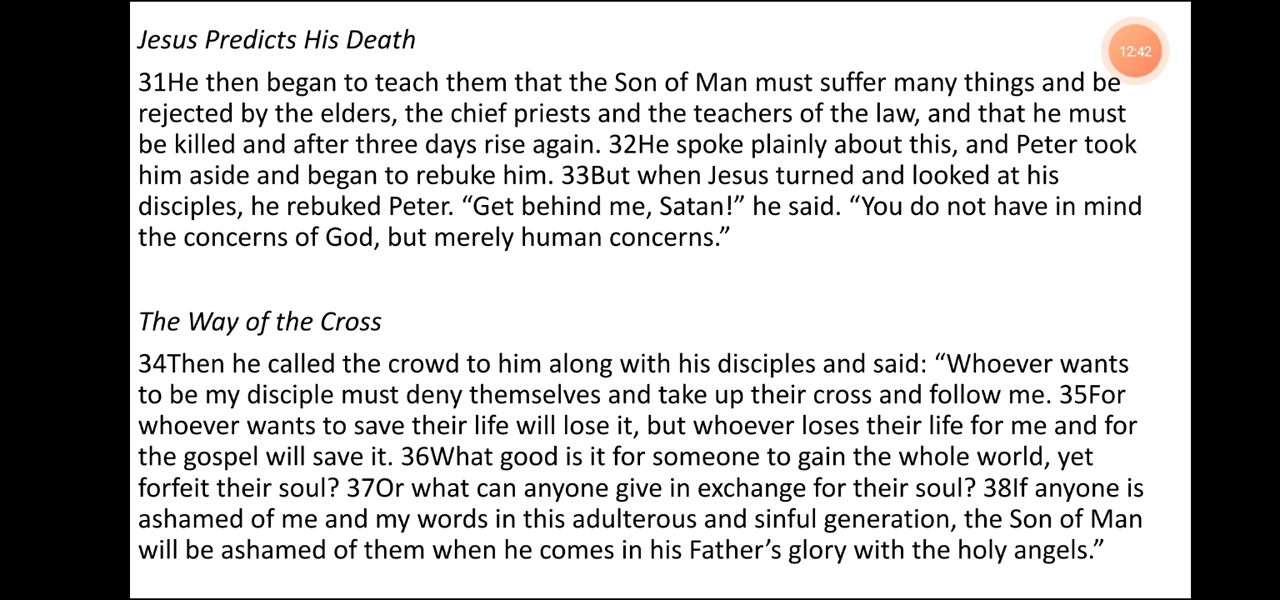 Jesus Predicts His Death
12:42
31He then began to teach them that the Son of Man must suffer many things and be
rejected by the elders, the chief priests and the teachers of the law, and that he must
be killed and after three days rise again. 32He spoke plainly about this, and Peter took
him aside and began to rebuke him. 33But when Jesus turned and looked at his
disciples, he rebuked Peter. “Get behind me, Satan!” he said. “You do not have in mind
the concerns of God, but merely human concerns.”
The Way of the Cross
34Then he called the crowd to him along with his disciples and said: “Whoever wants
to be my disciple must deny themselves and take up their cross and follow me. 35For
whoever wants to save their life will lose it, but whoever loses their life for me and for
the gospel will save it. 36What good is it for someone to gain the whole world, yet
forfeit their soul? 37Or what can anyone give in exchange for their soul? 38If anyone is
ashamed of me and my words in this adulterous and sinful generation, the Son of Man
will be ashamed of them when he comes in his Father’s glory with the holy angels.”